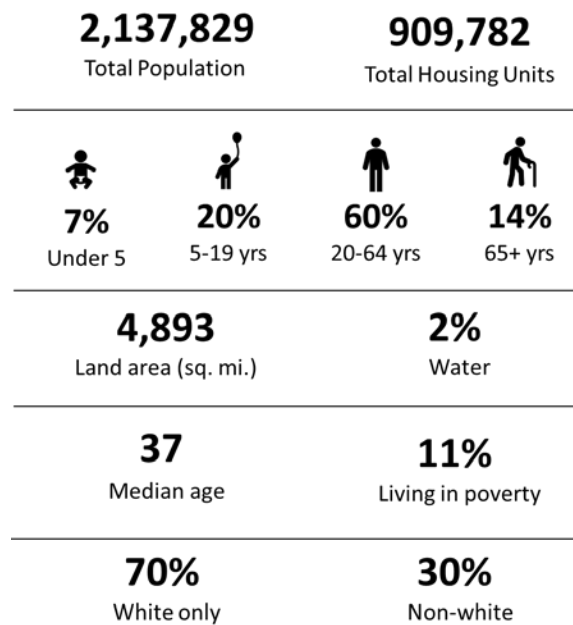 2,137,829 909,782
Total Population Total Housing Units
7% 20% 60% 14%
Under 5 5-19 yrs 20-64 yrs 65+ yrs
4,893 2%
Land area (sq. mi.) Water
37 11%
Median age Living in poverty
70% 30%
White only Non-white